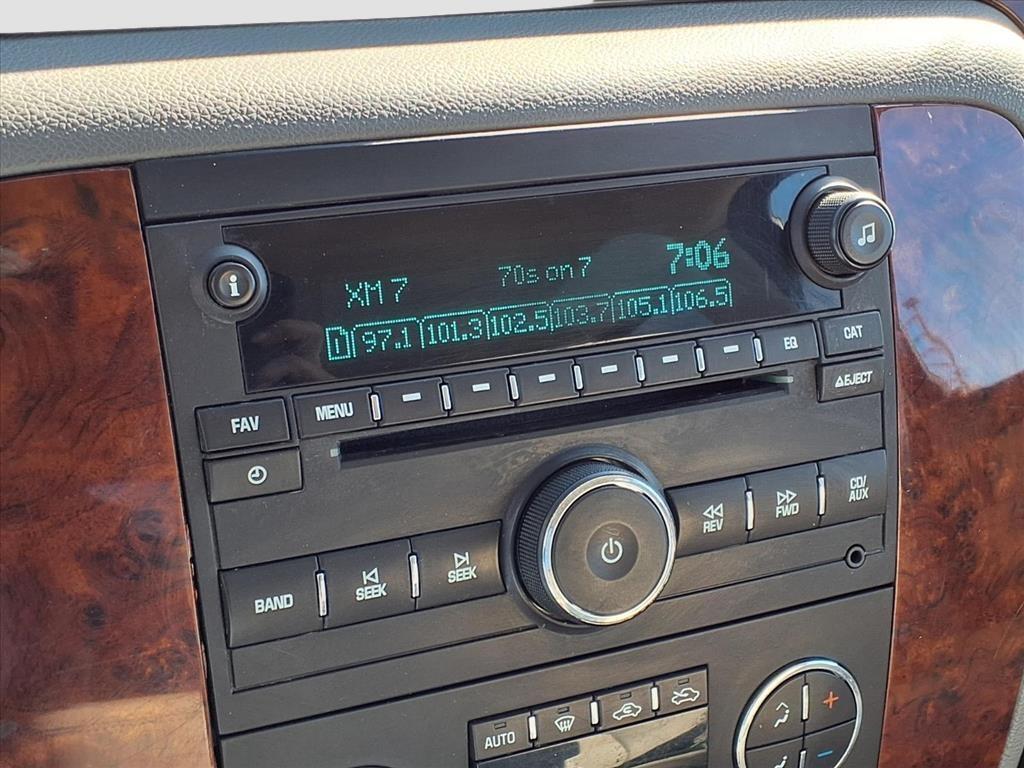 XM 7 70s on 7 7:06
97.1 101.3 102.5 103.7 105.1 106.5
i
MENU EQ CAT
FAV EJECT
REV FWD CD/
AUX
BAND SEEK SEEK
AUTO
+
−